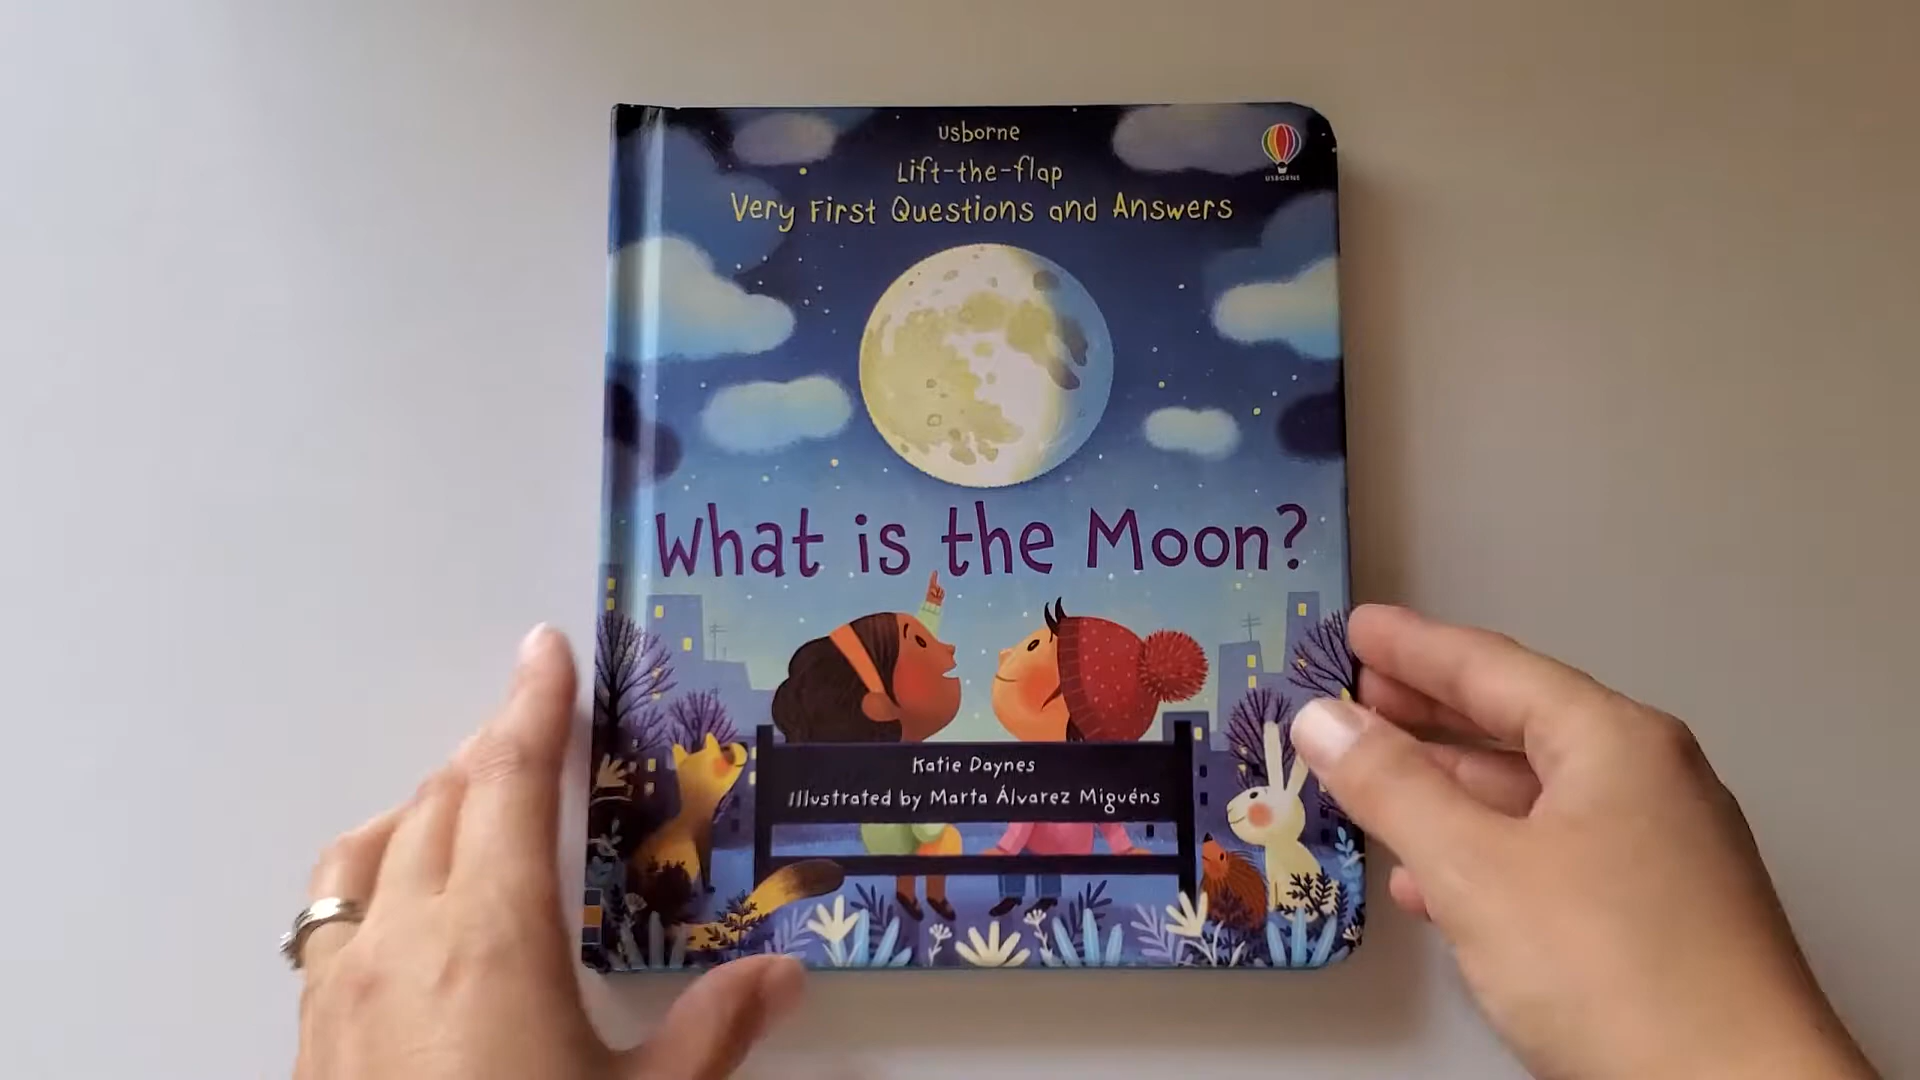 Usborne
Lift-the-flap
Very First Questions and Answers
USBORNE
What is the Moon?
Katie Daynes
Illustrated by Marta Álvarez Miguéns